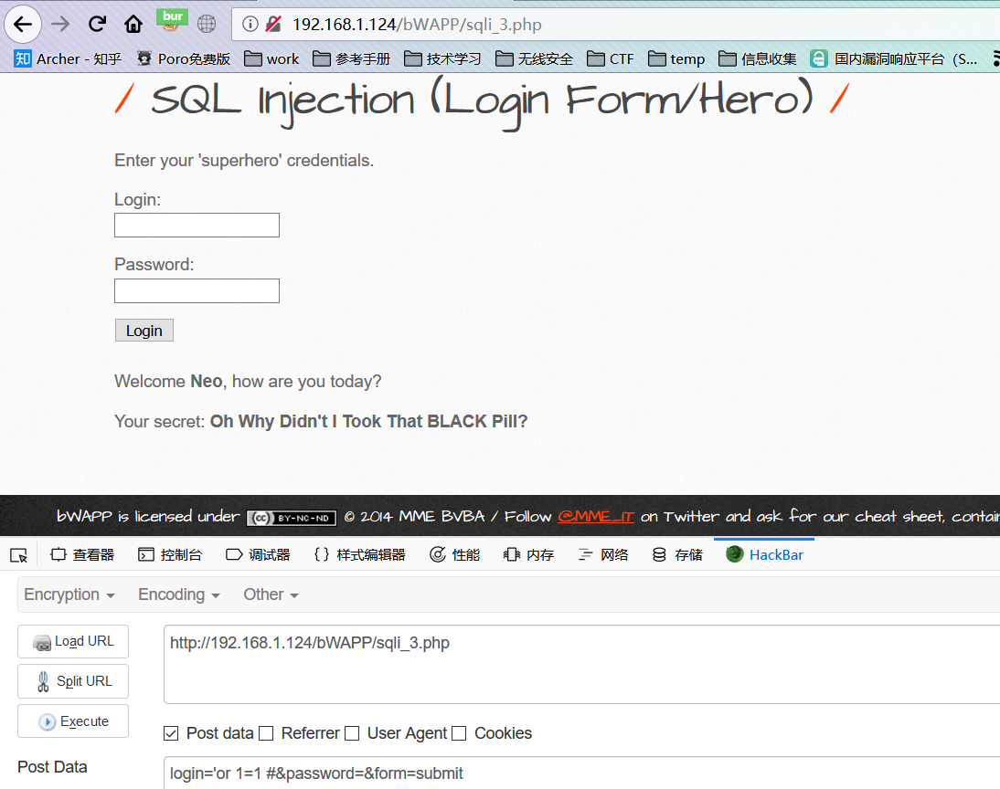 bur
192.168.1.124/bWAPP/sqli_3.php
知 Archer - 知乎 Poro免费版 work 参考手册 技术学习 无线安全 CTF temp 信息收集 国内漏洞响应平台 (S...
/ SQL Injection (Login Form/Hero) /
Enter your 'superhero' credentials.
Login:
Password:
Login
Welcome Neo, how are you today?
Your secret: Oh Why Didn't I Took That BLACK Pill?
bWAPP is licensed under (cc) BY-NC-ND © 2014 MME BVBA / Follow @MME_IT on Twitter and ask for our cheat sheet, contain
查看器 控制台 调试器 {} 样式编辑器 性能 内存 网络 存储 HackBar
Encryption Encoding Other
Load URL http://192.168.1.124/bWAPP/sqli_3.php
Split URL
Execute
Post data Referrer User Agent Cookies
Post Data login='or 1=1 #&password=&form=submit